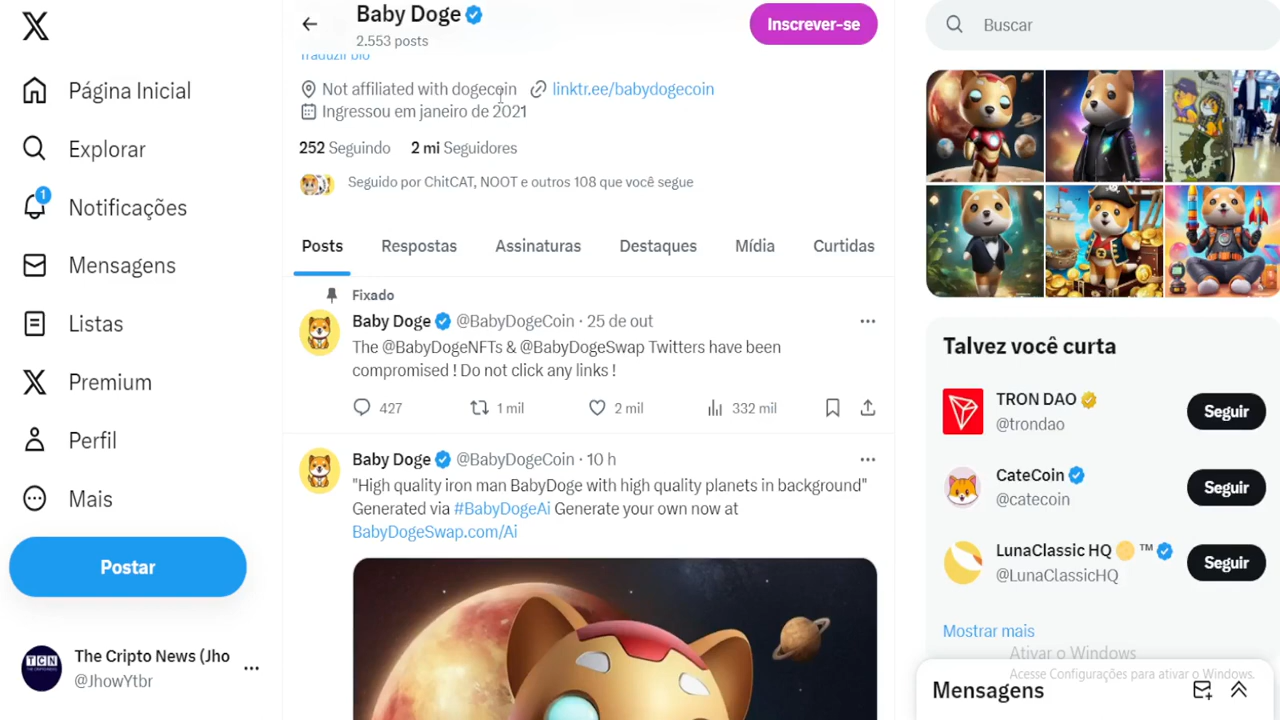 Página Inicial
Explorar
1
Notificações
Mensagens
Listas
Premium
Perfil
Mais
Postar
TCN
The Cripto News (Jho
@JhowYtbr
Baby Doge
2.553 posts
Inscrever-se
Traduzir bio
Not affiliated with dogecoin linktr.ee/babydogecoin
Ingressou em janeiro de 2021
252 Seguindo 2 mi Seguidores
Seguido por ChitCAT, NOOT e outros 108 que você segue
Posts Respostas Assinaturas Destaques Mídia Curtidas
Fixado
Baby Doge @BabyDogeCoin · 25 de out
The @BabyDogeNFTs & @BabyDogeSwap Twitters have been
compromised ! Do not click any links !
427 1 mil 2 mil 332 mil
Baby Doge @BabyDogeCoin · 10 h
"High quality iron man BabyDoge with high quality planets in background"
Generated via #BabyDogeAi Generate your own now at
BabyDogeSwap.com/Ai
Buscar
Talvez você curta
TRON DAO
@trondao
Seguir
CateCoin
@catecoin
Seguir
LunaClassic HQ ™
@LunaClassicHQ
Seguir
Mostrar mais
Ativar o Windows
Acesse Configurações para ativar o Windows.
Mensagens